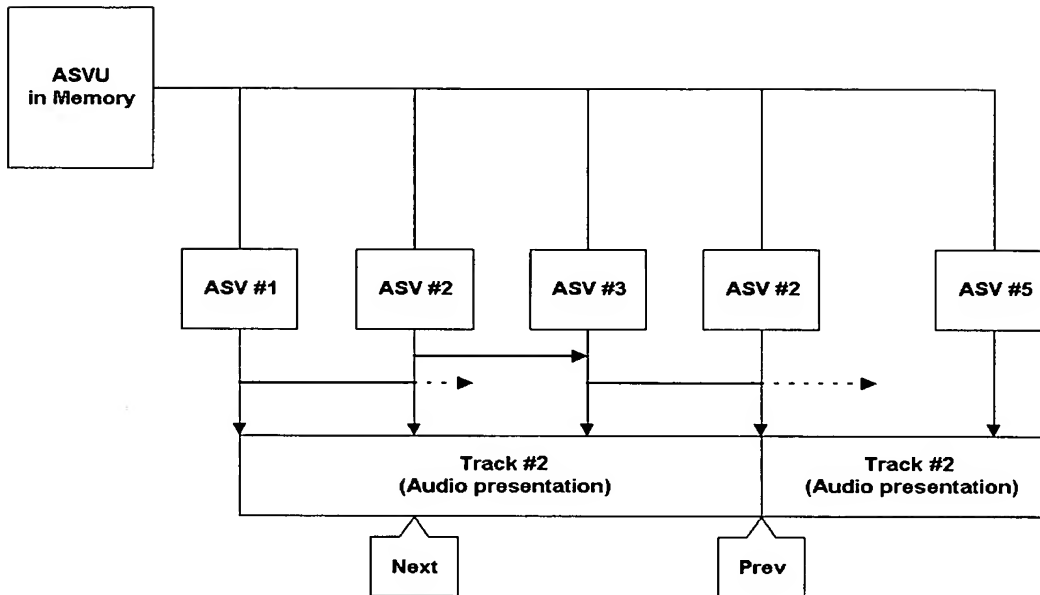 ASVU
in Memory
ASV #1
ASV #2
ASV #3
ASV #2
ASV #5
Track #2
(Audio presentation)
Track #2
(Audio presentation)
Next
Prev